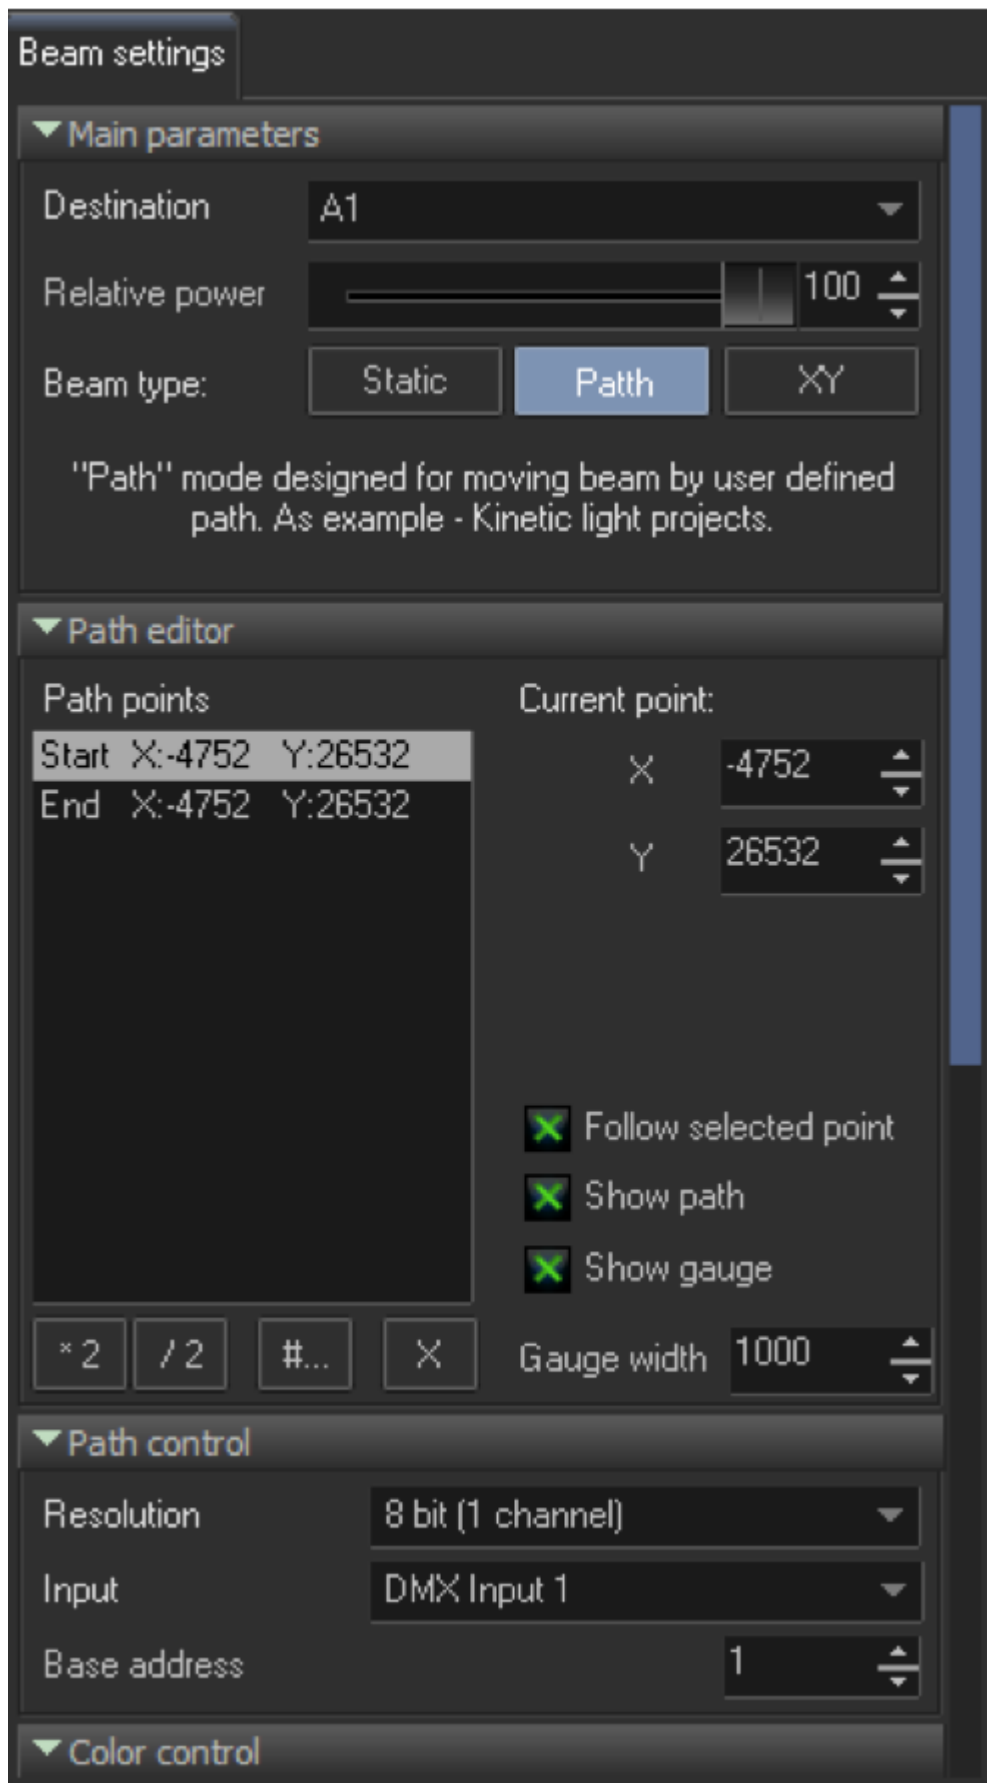 Beam settings
Main parameters
Destination A1
Relative power 100
Beam type: Static Patth XY
"Path" mode designed for moving beam by user defined
path. As example - Kinetic light projects.
Path editor
Path points Current point:
Start X:-4752 Y:26532 X -4752
End X:-4752 Y:26532
Y 26532
Follow selected point
Show path
Show gauge
* 2 / 2 #... X Gauge width 1000
Path control
Resolution 8 bit (1 channel)
Input DMX Input 1
Base address 1
Color control